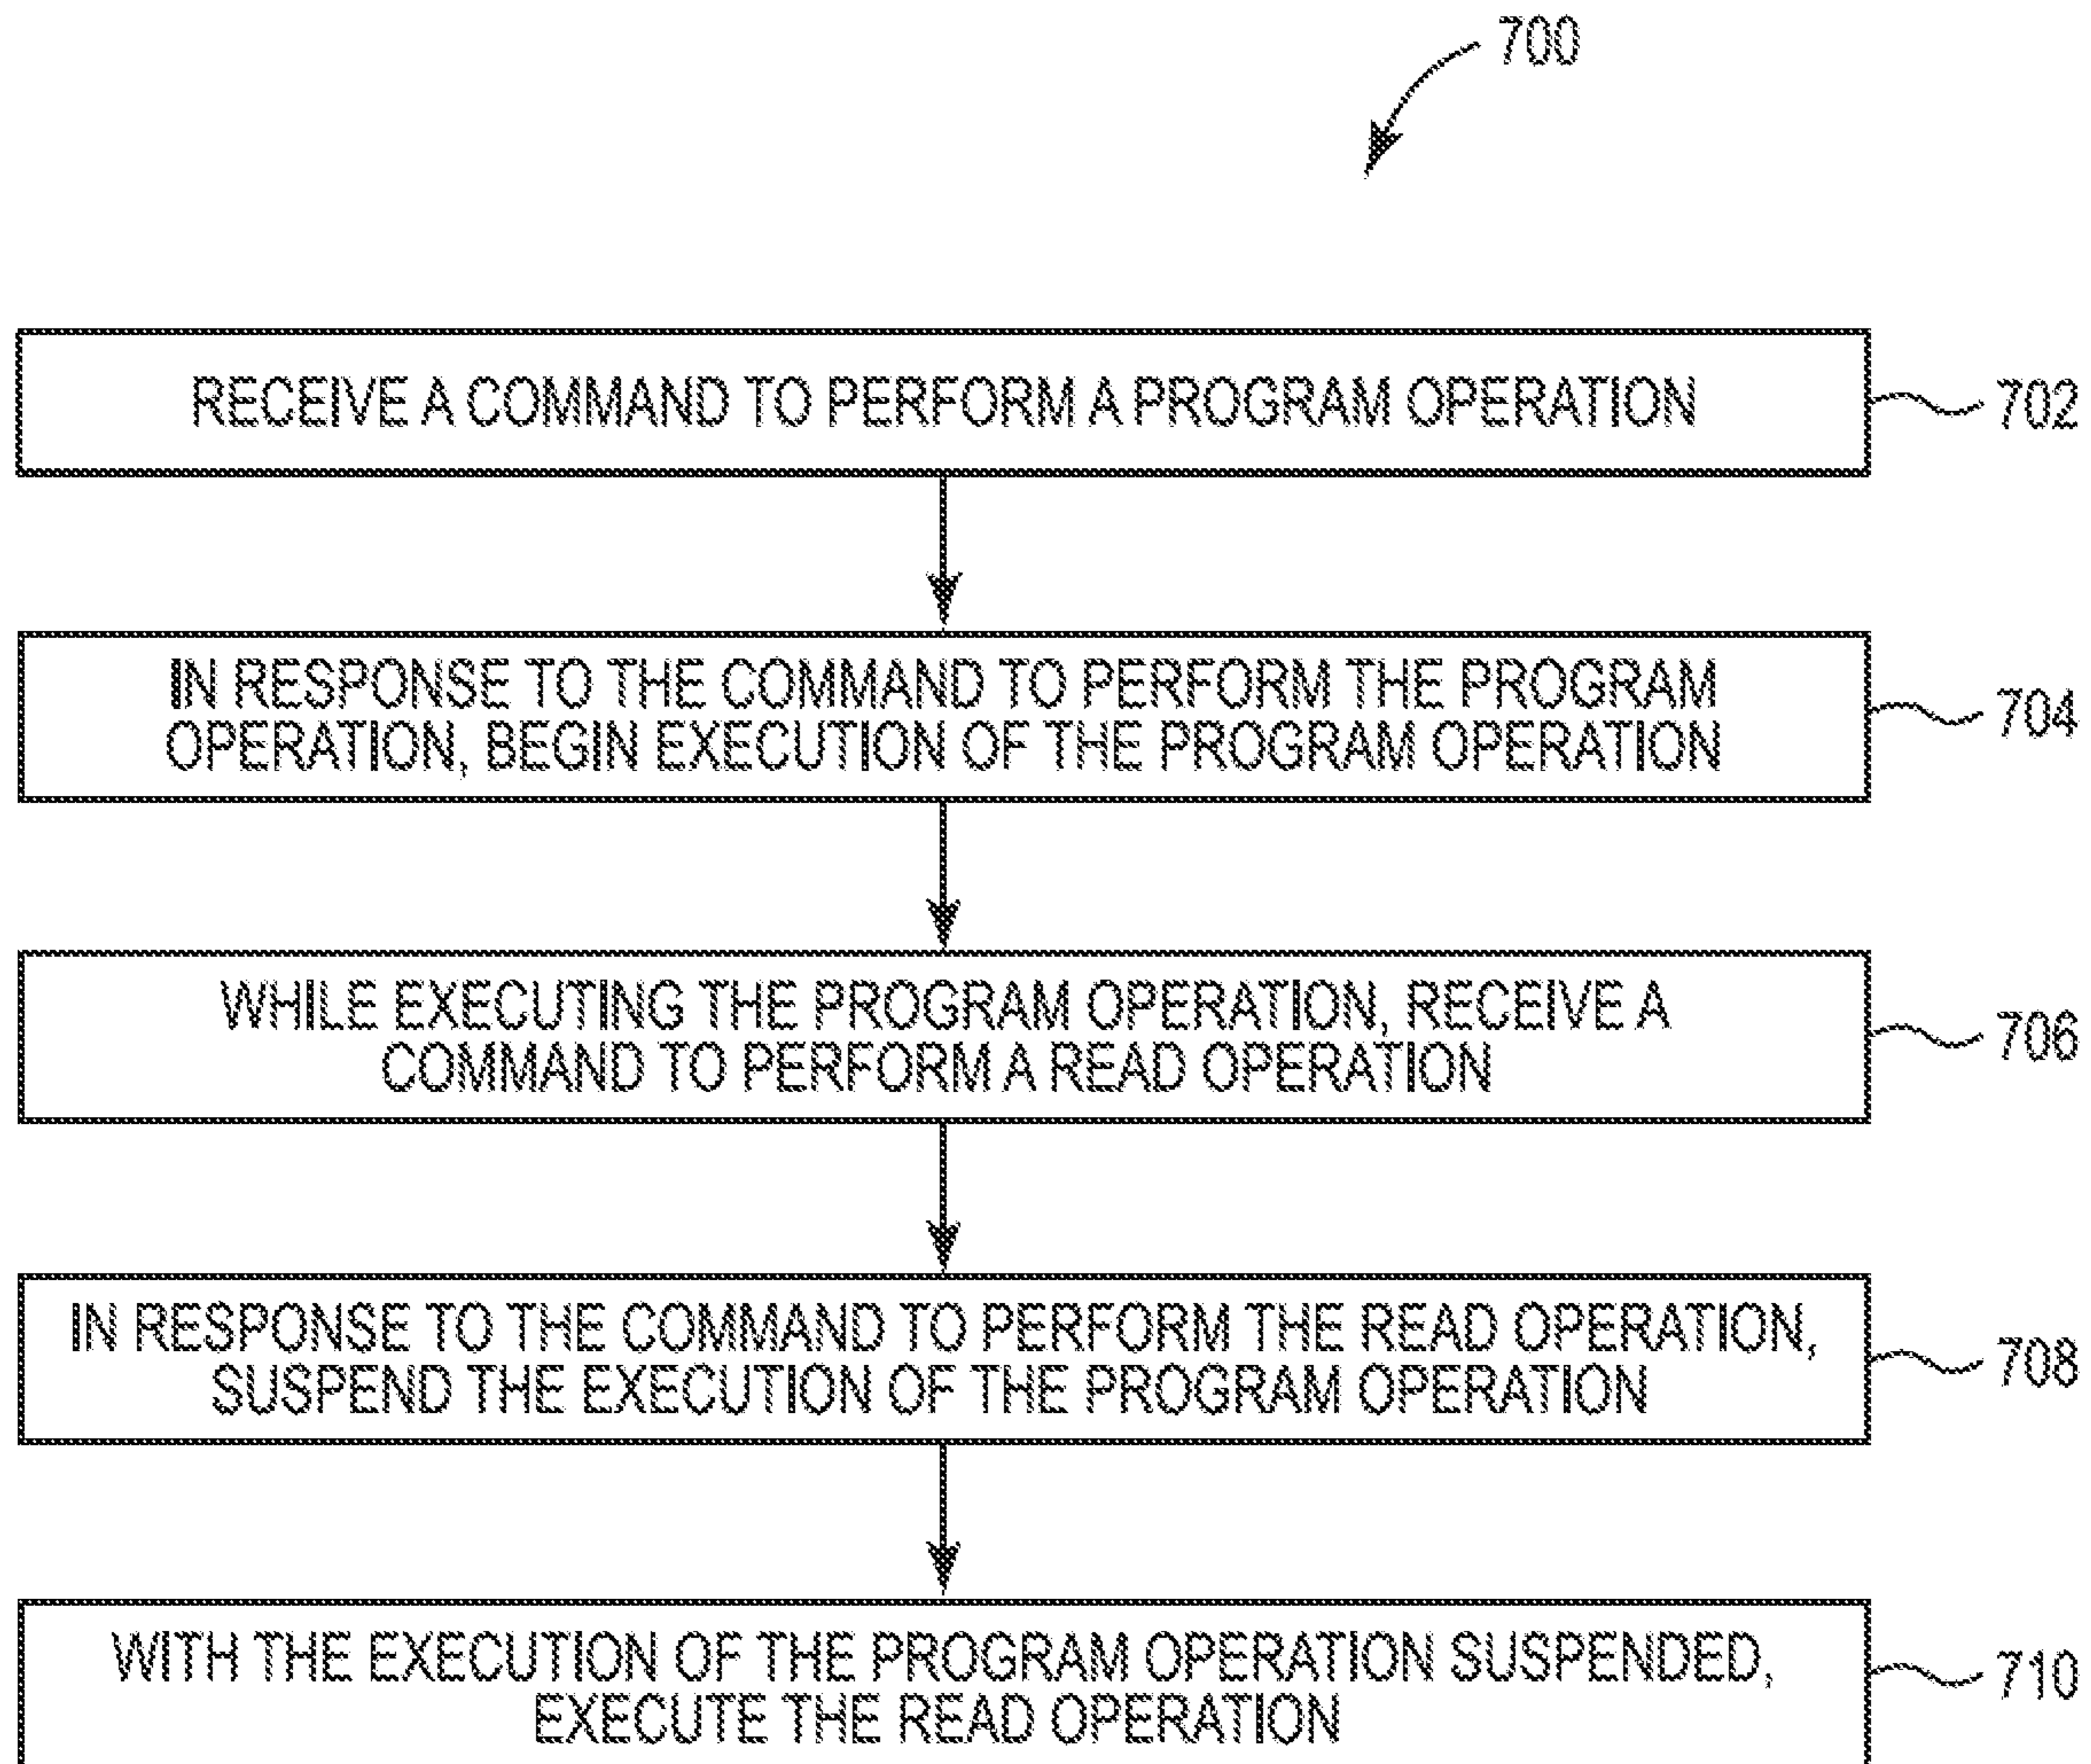 700
RECEIVE A COMMAND TO PERFORM A PROGRAM OPERATION
702
IN RESPONSE TO THE COMMAND TO PERFORM THE PROGRAM
OPERATION, BEGIN EXECUTION OF THE PROGRAM OPERATION
704
WHILE EXECUTING THE PROGRAM OPERATION, RECEIVE A
COMMAND TO PERFORM A READ OPERATION
706
IN RESPONSE TO THE COMMAND TO PERFORM THE READ OPERATION,
SUSPEND THE EXECUTION OF THE PROGRAM OPERATION
708
WITH THE EXECUTION OF THE PROGRAM OPERATION SUSPENDED,
EXECUTE THE READ OPERATION
710